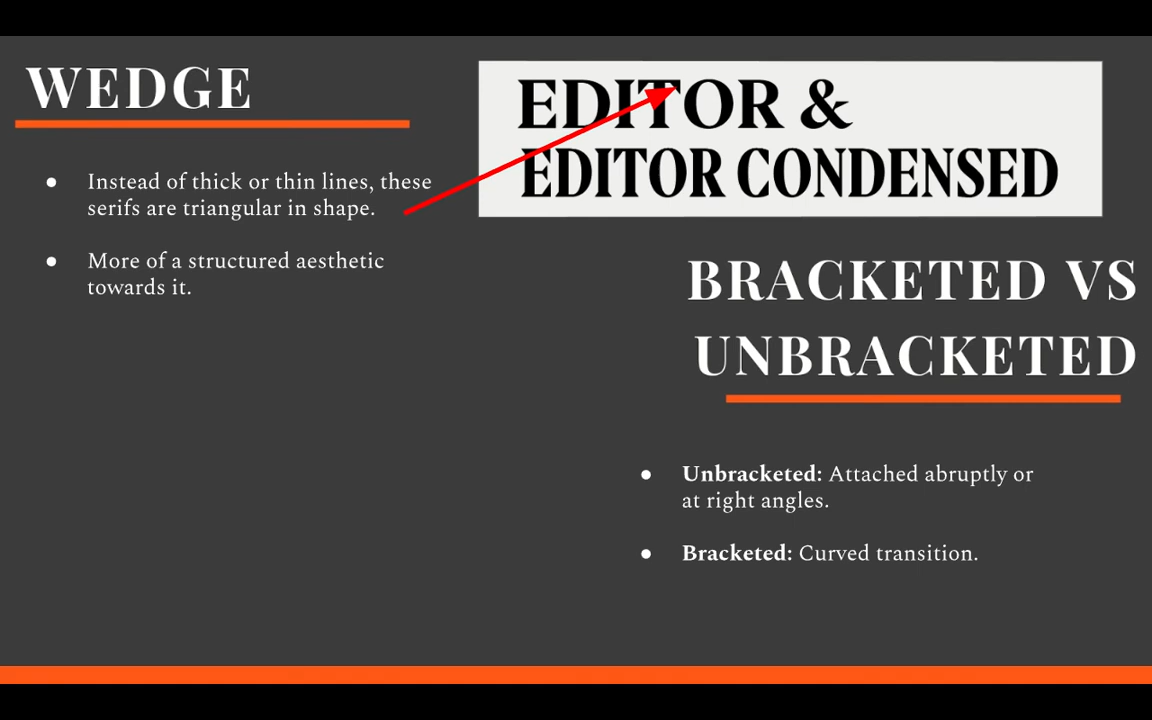 WEDGE
● Instead of thick or thin lines, these
serifs are triangular in shape.
● More of a structured aesthetic
towards it.
EDITOR &
EDITOR CONDENSED
BRACKETED VS
UNBRACKETED
● Unbracketed: Attached abruptly or
at right angles.
● Bracketed: Curved transition.